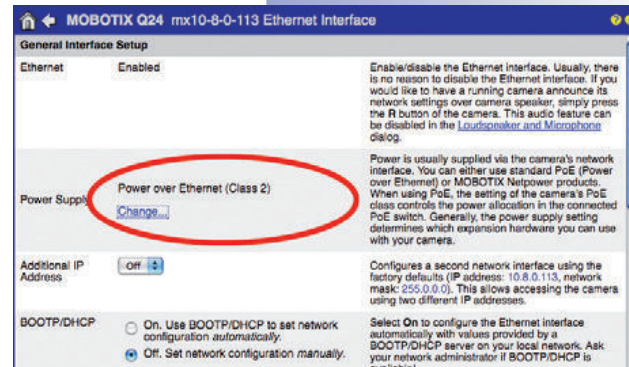 MOBOTIX Q24 mx10-8-0-113 Ethernet Interface
General Interface Setup
Ethernet
Enabled
Enable/disable the Ethernet interface. Usually, there
is no reason to disable the Ethernet interface. If you
would like to have a running camera announce its
network settings over camera speaker, simply press
the R button of the camera. This audio feature can
be disabled in the Loudspeaker and Microphone
dialog.
Power Supply
Power over Ethernet (Class 2)
Change...
Power is usually supplied via the camera's network
interface. You can either use standard PoE (Power
over Ethernet) or MOBOTIX Netpower products.
When using PoE, the setting of the camera's PoE
class controls the power allocation in the connected
PoE switch. Generally, the power supply setting
determines which expansion hardware you can use
with your camera.
Additional IP
Address
Off
Configures a second network interface using the
factory defaults (IP address: 10.8.0.113, network
mask: 255.0.0.0). This allows accessing the camera
using two different IP addresses.
BOOTP/DHCP
On. Use BOOTP/DHCP to set network
configuration automatically.
Off. Set network configuration manually.
Select On to configure the Ethernet interface
automatically with values provided by a
BOOTP/DHCP server on your local network. Ask
your network administrator if BOOTP/DHCP is